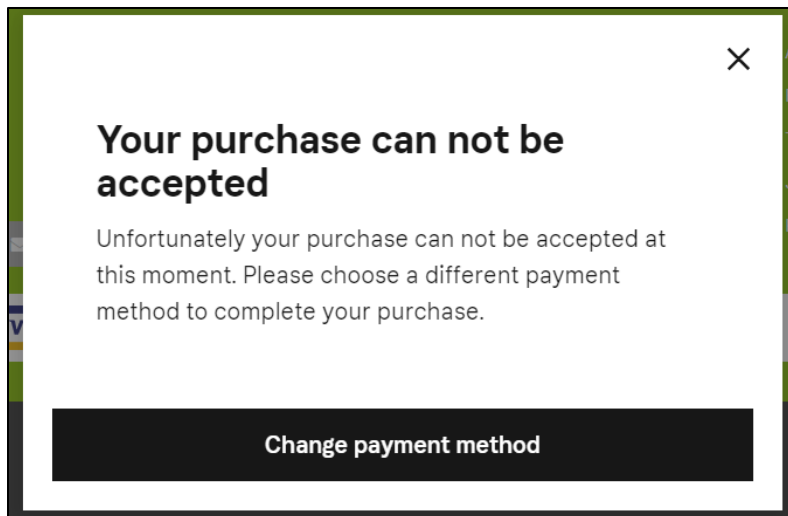 Your purchase can not be
accepted
Unfortunately your purchase can not be accepted at
this moment. Please choose a different payment
method to complete your purchase.
Change payment method